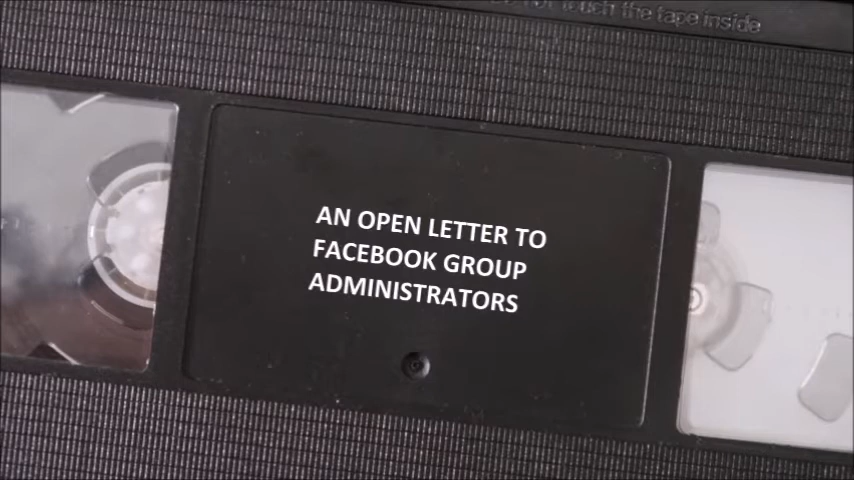 touch the tape inside
AN OPEN LETTER TO
FACEBOOK GROUP
ADMINISTRATORS